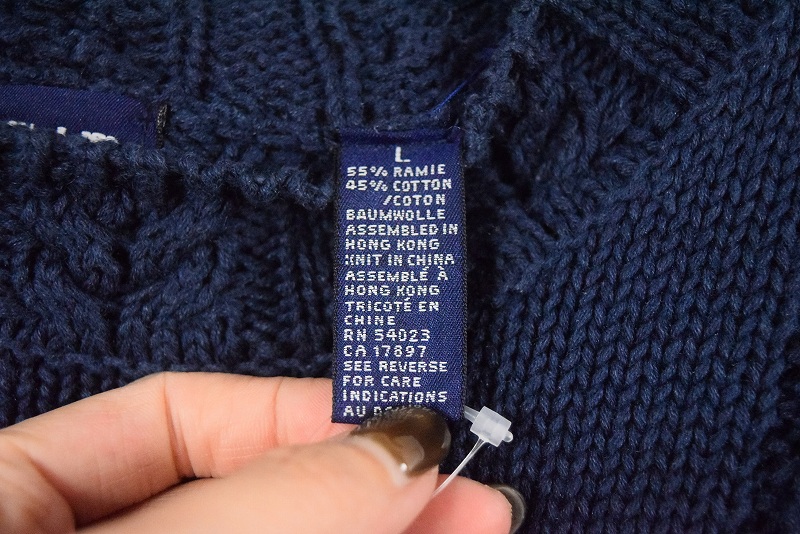 L
55% RAMIE
45% COTTON
/COTON
BAUMWOLLE
ASSEMBLED IN
HONG KONG
KNIT IN CHINA
ASSEMBLÉ À
HONG KONG
TRICOTÉ EN
CHINE
RN 54023
CA 17897
SEE REVERSE
FOR CARE
INDICATIONS
AU